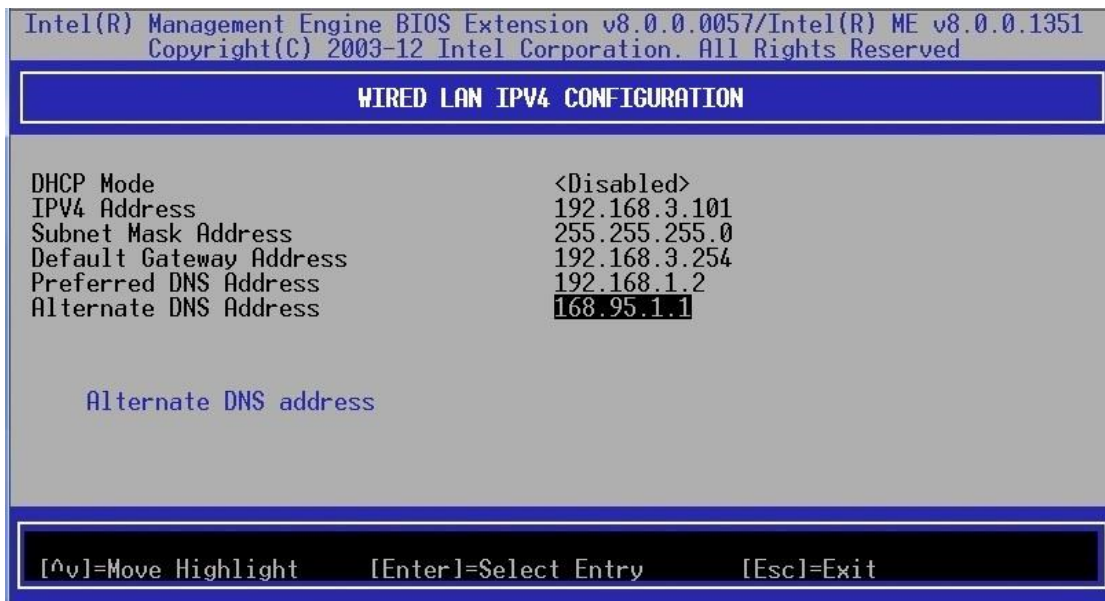 Intel(R) Management Engine BIOS Extension v8.0.0.0057/Intel(R) ME v8.0.0.1351
Copyright(C) 2003-12 Intel Corporation. All Rights Reserved
WIRED LAN IPV4 CONFIGURATION
DHCP Mode <Disabled>
IPV4 Address 192.168.3.101
Subnet Mask Address 255.255.255.0
Default Gateway Address 192.168.3.254
Preferred DNS Address 192.168.1.2
Alternate DNS Address 168.95.1.1
Alternate DNS address
[^v]=Move Highlight [Enter]=Select Entry [Esc]=Exit